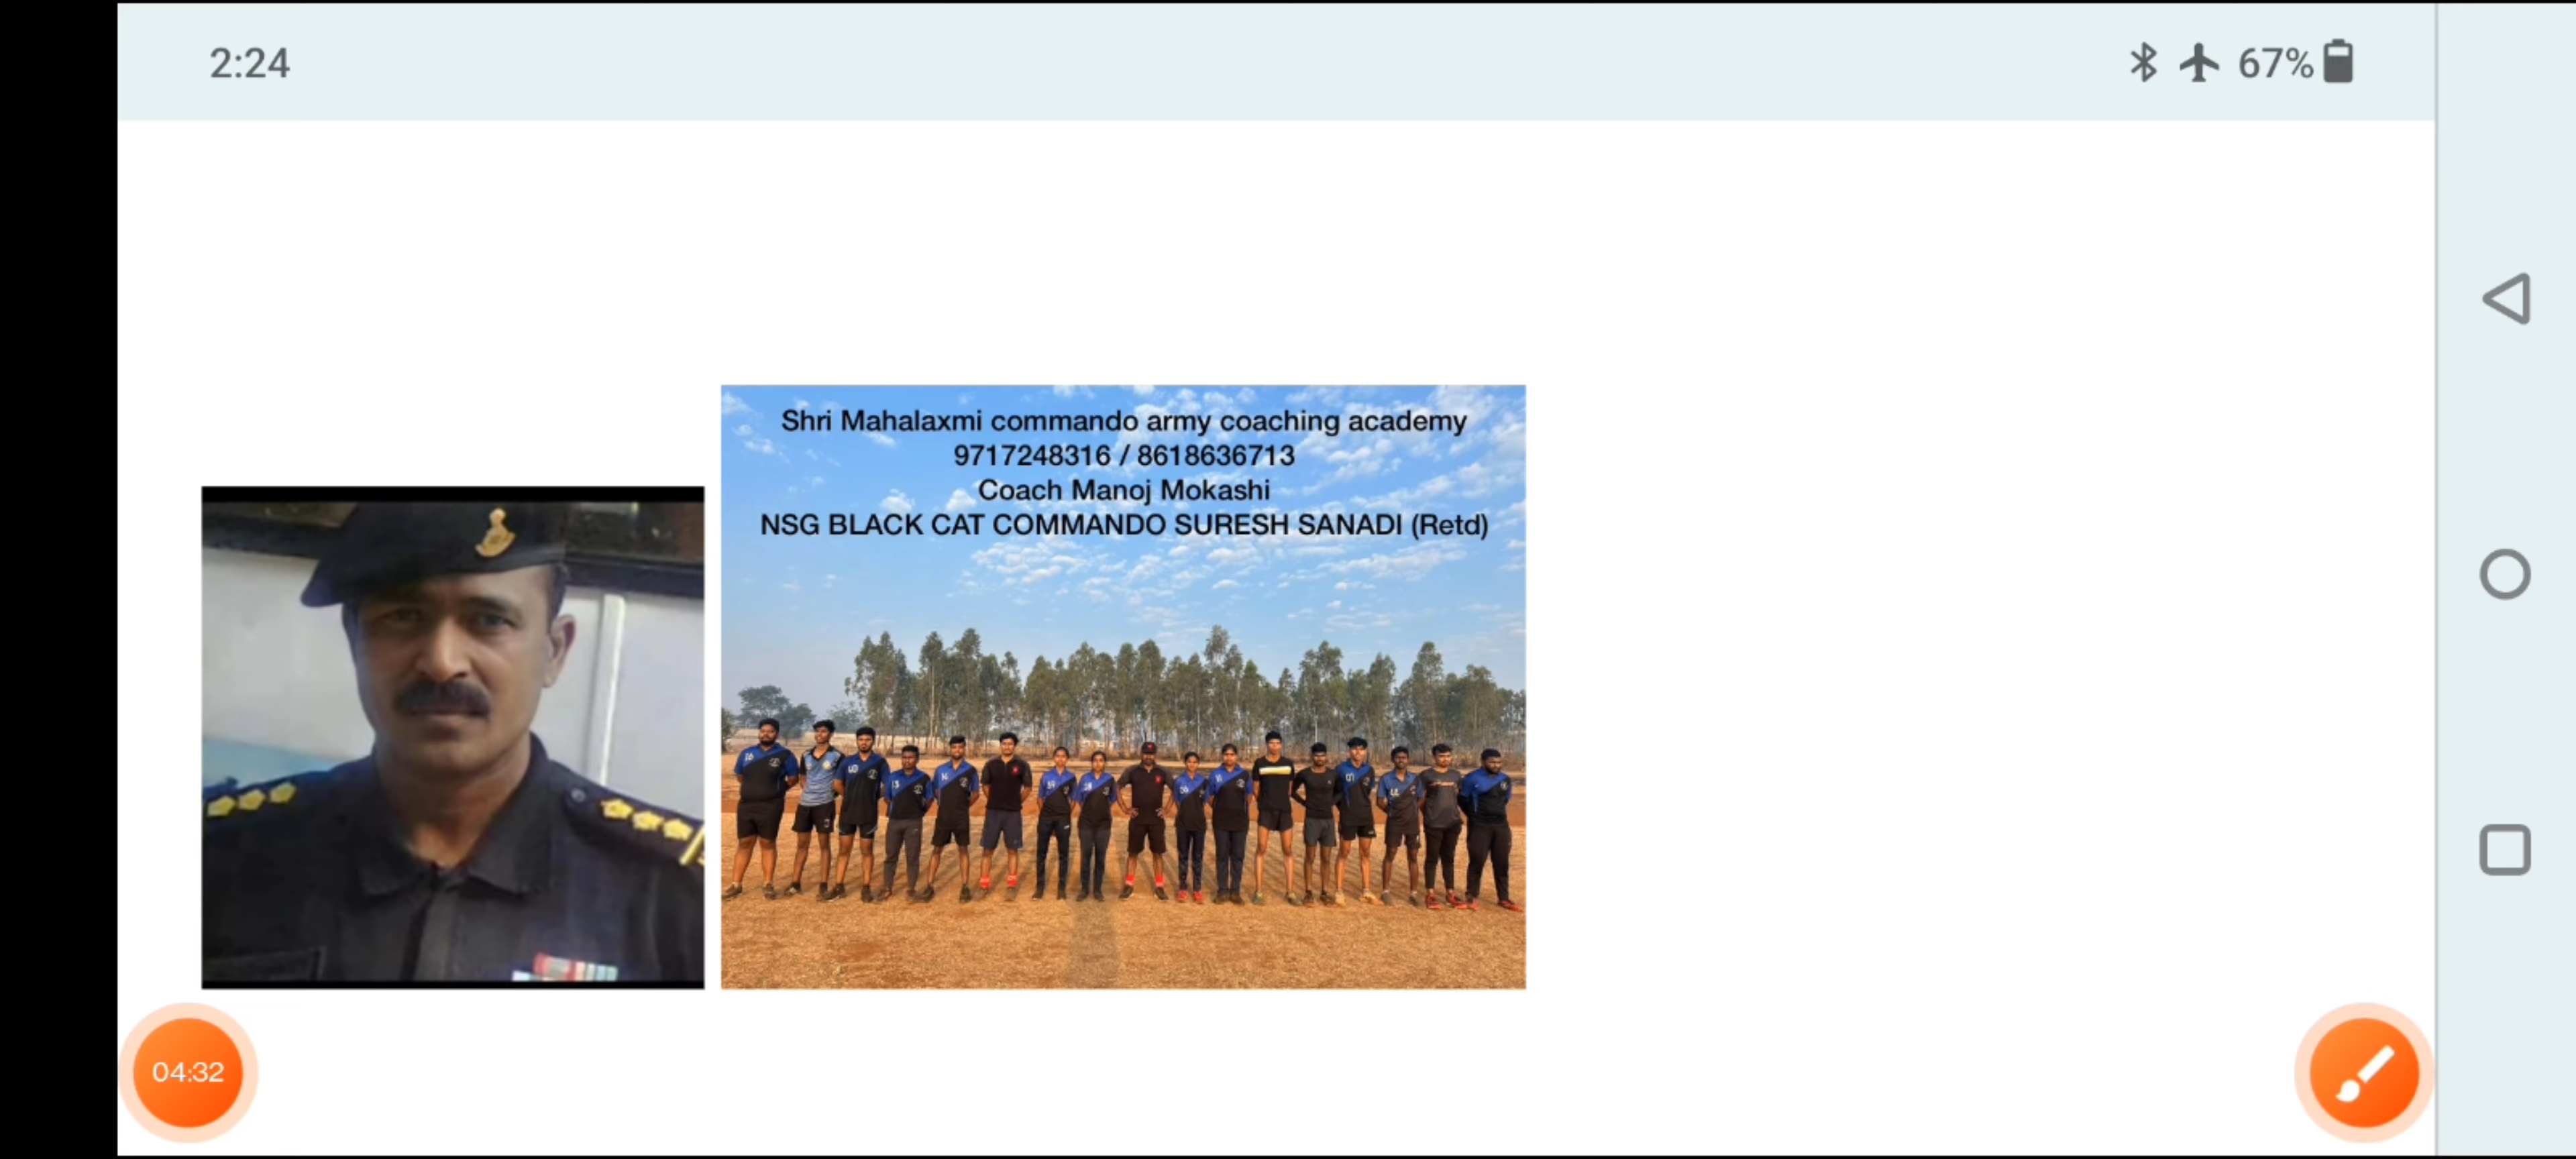 2:24
67%
Shri Mahalaxmi commando army coaching academy
9717248316 / 8618636713
Coach Manoj Mokashi
NSG BLACK CAT COMMANDO SURESH SANADI (Retd)
04:32